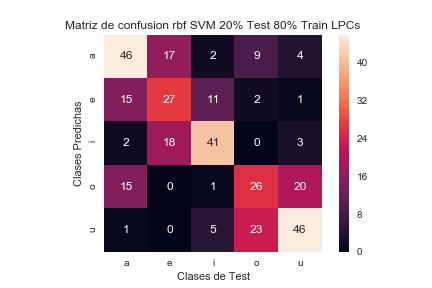 Matriz de confusion rbf SVM 20% Test 80% Train LPCs
Clases Predichas
a 46 17 2 9 4
e 15 27 11 2 1
i 2 18 41 0 3
o 15 0 1 26 20
u 1 0 5 23 46
a e i o u
Clases de Test
40
32
24
16
8
0